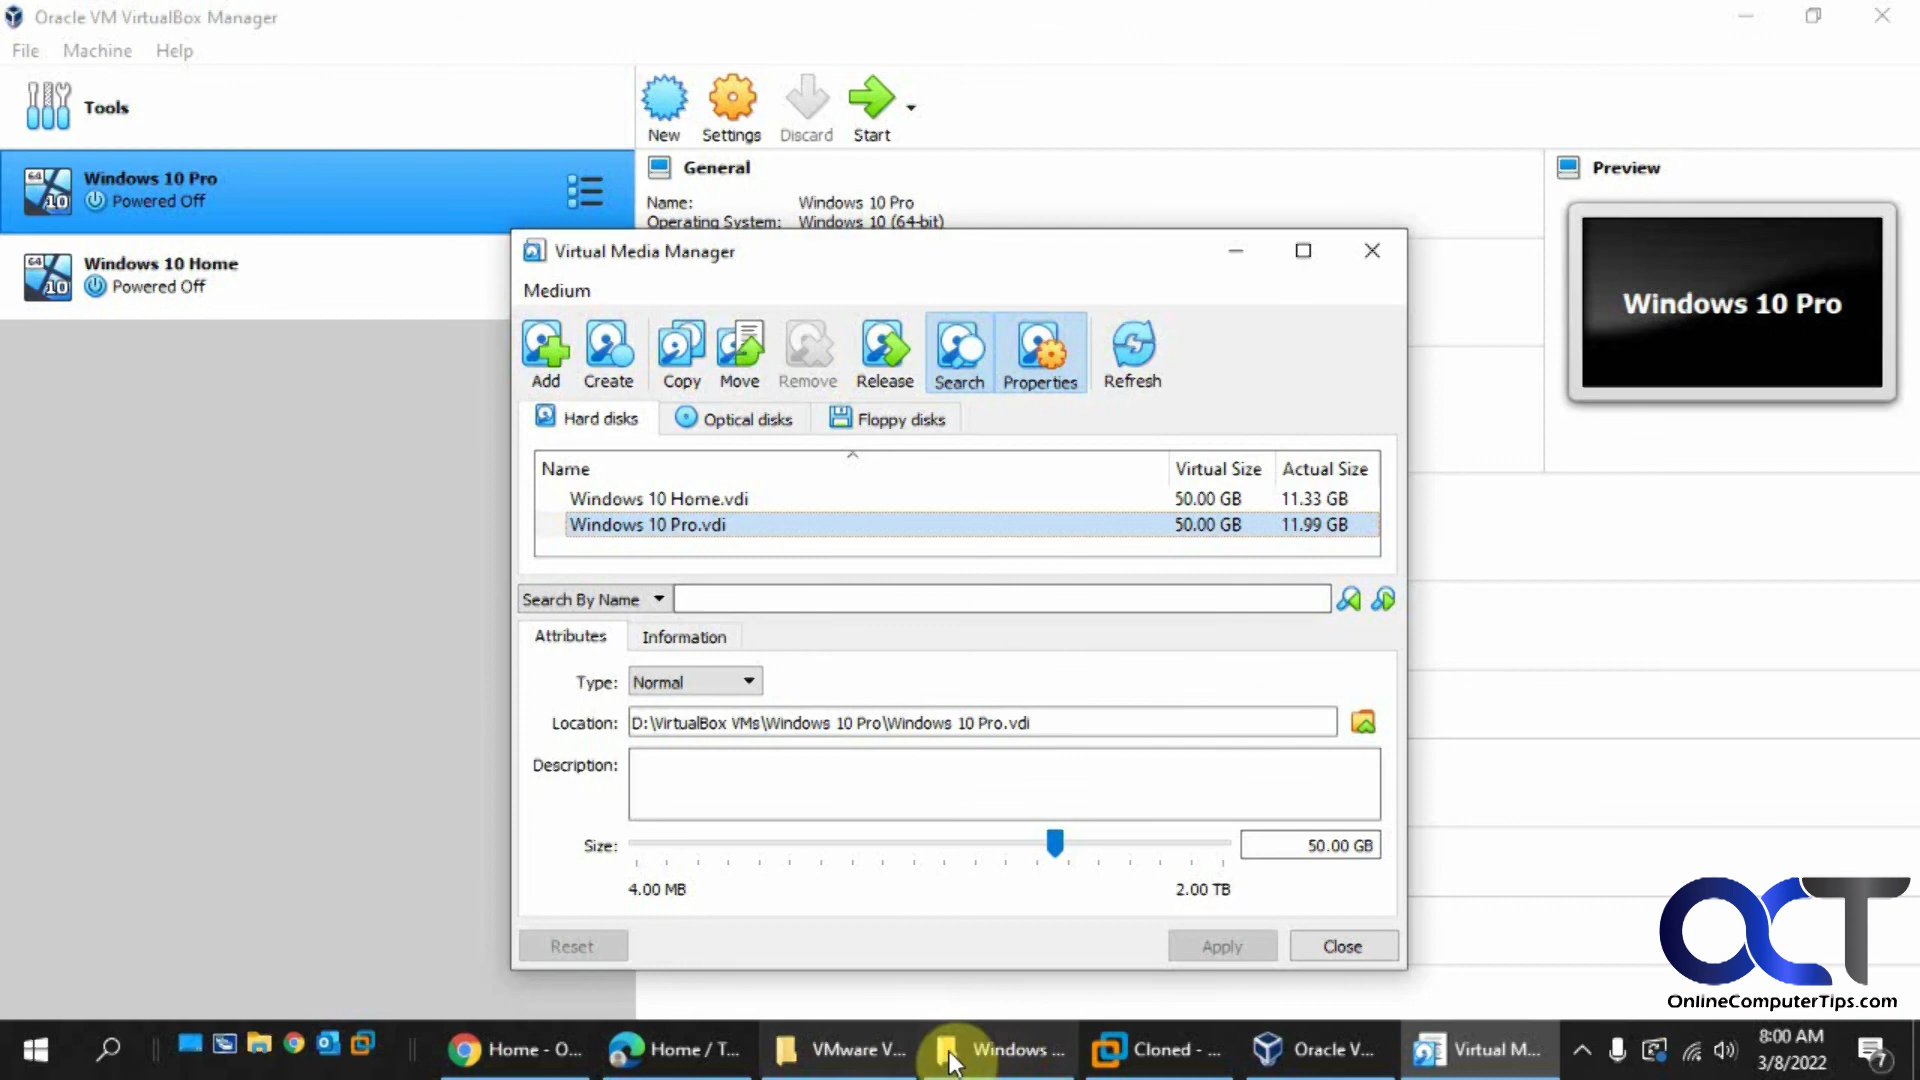 Oracle VM VirtualBox Manager
File Machine Help
Tools
New Settings Discard Start
Windows 10 Pro
Powered Off
Windows 10 Home
Powered Off
64
10
64
10
General
Name: Windows 10 Pro
Operating System: Windows 10 (64-bit)
Preview
Windows 10 Pro
Virtual Media Manager
Medium
Add Create Copy Move Remove Release Search Properties Refresh
Hard disks Optical disks Floppy disks
Name Virtual Size Actual Size
Windows 10 Home.vdi 50.00 GB 11.33 GB
Windows 10 Pro.vdi 50.00 GB 11.99 GB
Search By Name
Attributes Information
Type: Normal
Location: D:\VirtualBox VMs\Windows 10 Pro\Windows 10 Pro.vdi
Description:
Size: 50.00 GB
4.00 MB 2.00 TB
Reset Apply Close
OCT
OnlineComputerTips.com
Home - O... Home / T... VMware V... Windows ... Cloned - ... Oracle V... Virtual M...
8:00 AM
3/8/2022
7